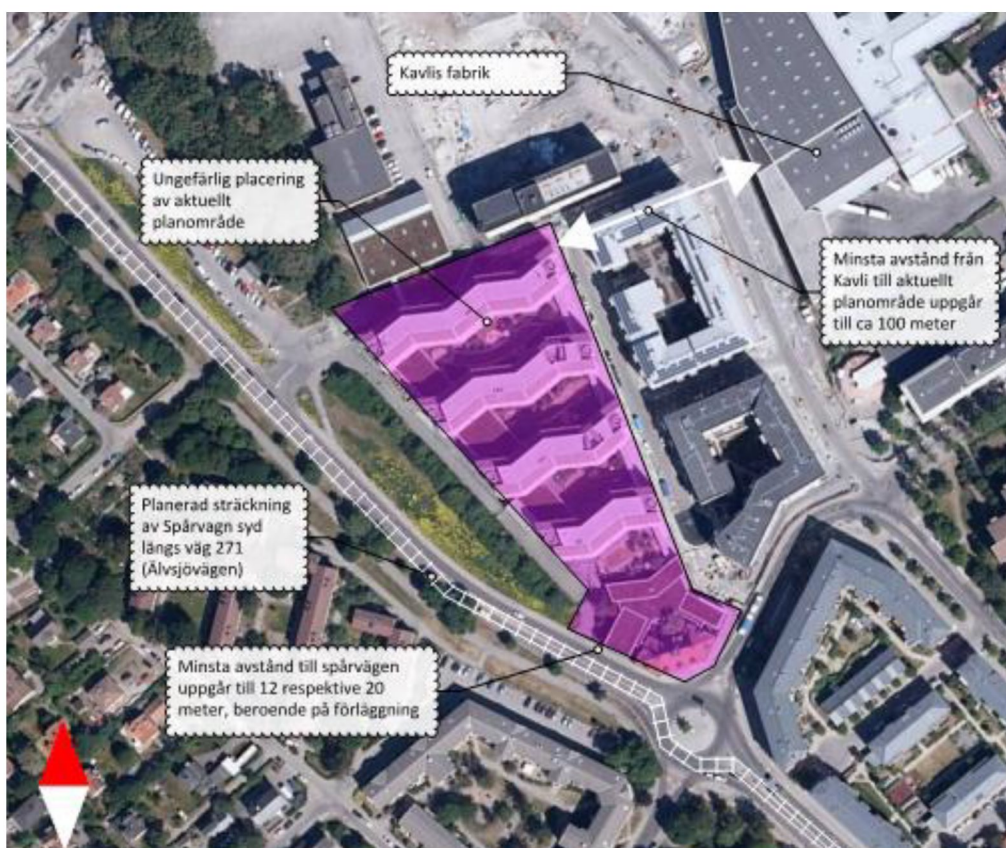 Kavlis fabrik
Ungefärlig placering
av aktuellt
planområde
Minsta avstånd från
Kavli till aktuellt
planområde uppgår
till ca 100 meter
Planerad sträckning
av Spårvagn syd
längs väg 271
(Älvsjövägen)
Minsta avstånd till spårvägen
uppgår till 12 respektive 20
meter, beroende på förläggning